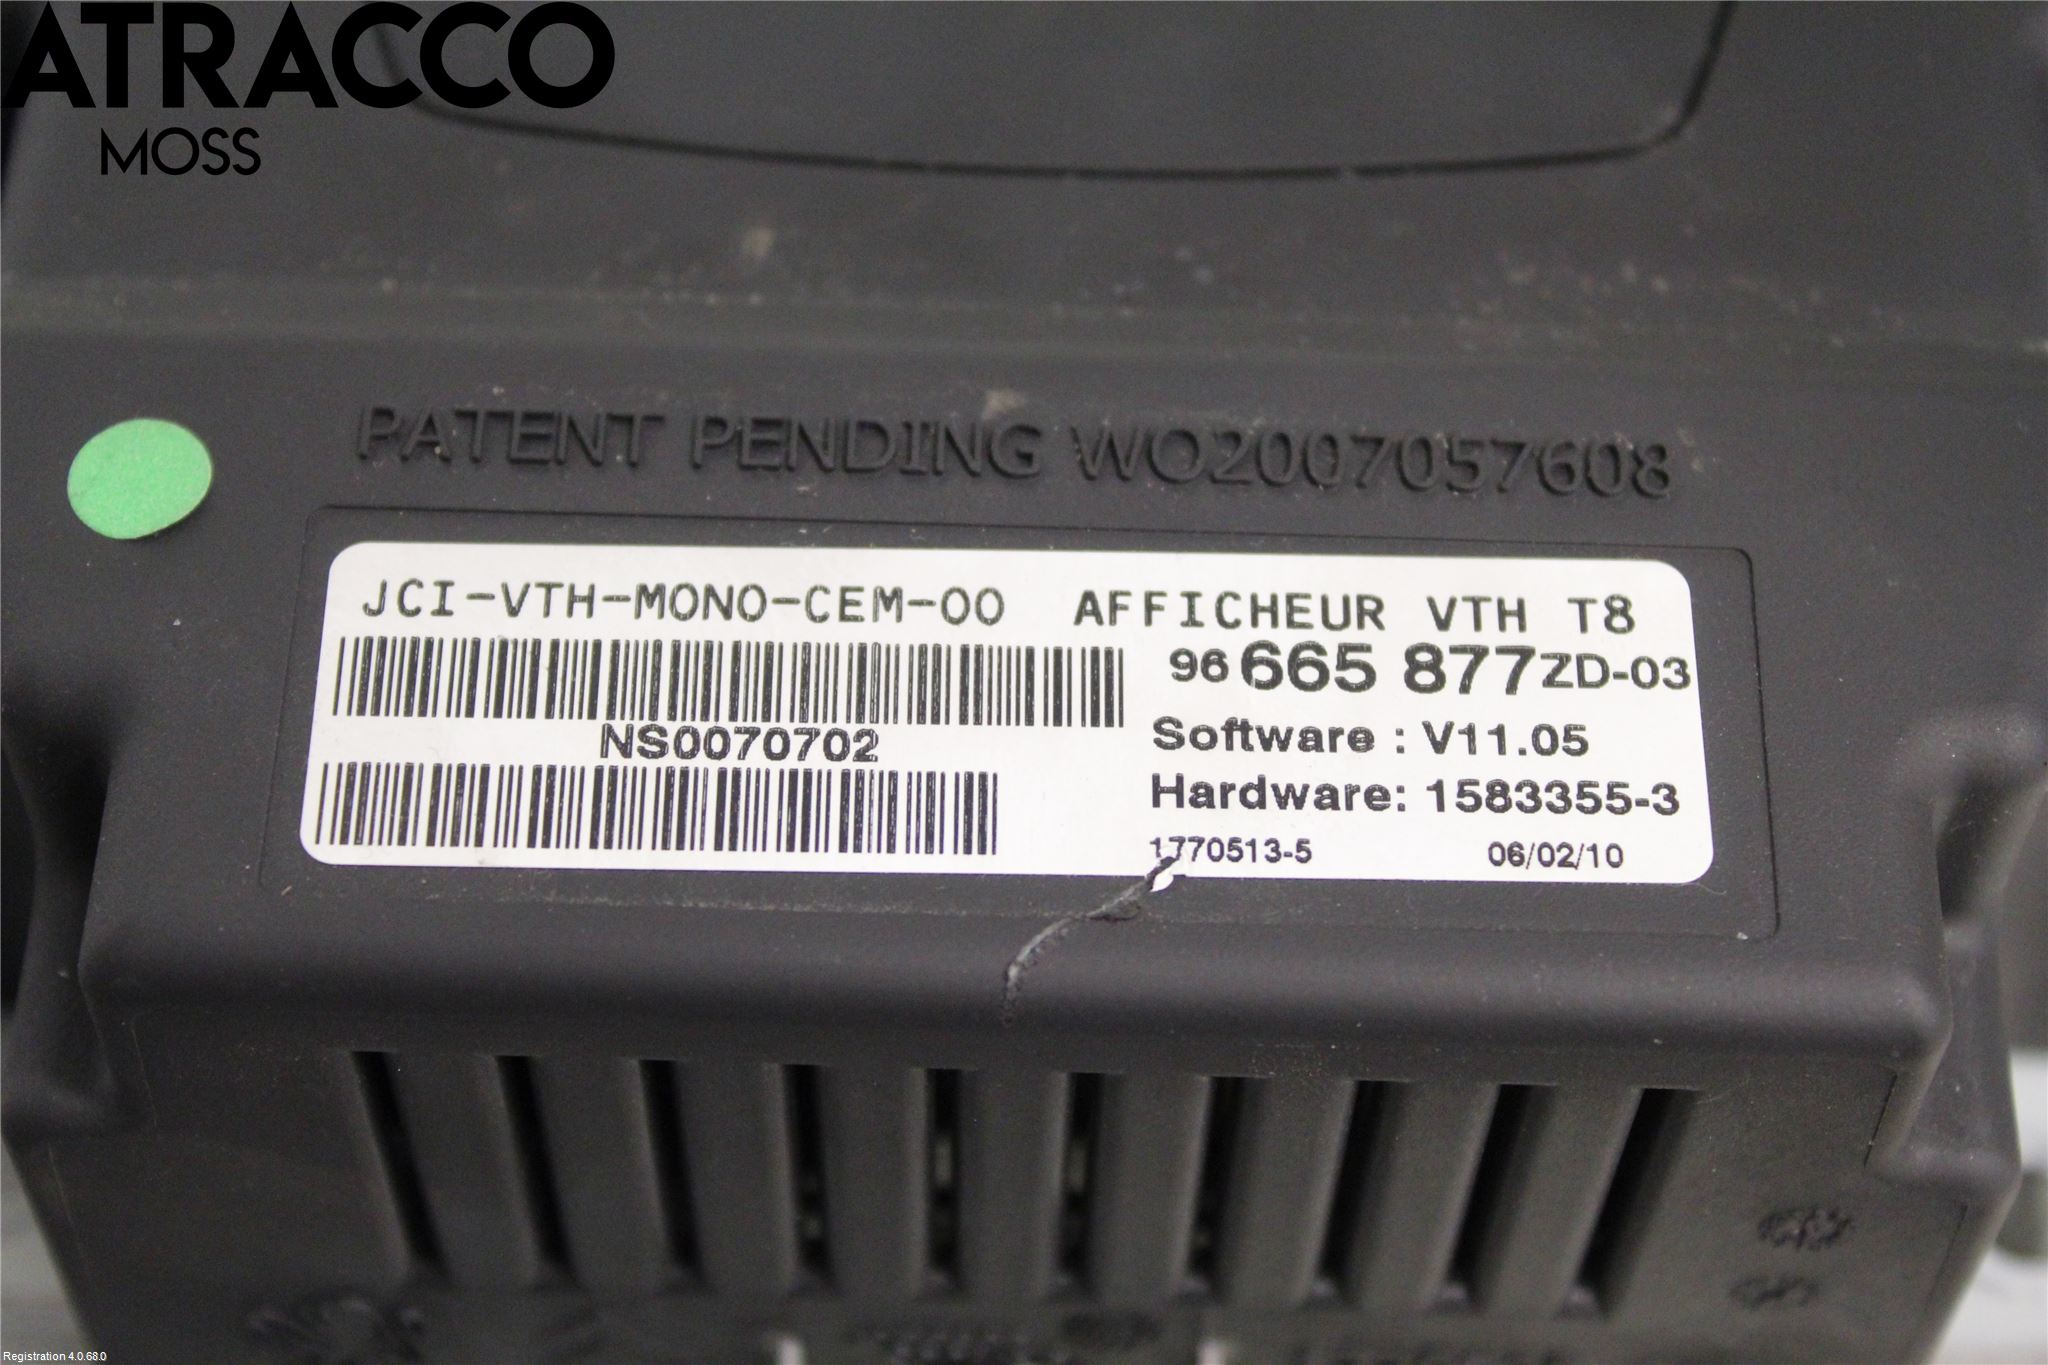 ATRACCO
MOSS
PATENT PENDING WO2007057608
JCI-VTH-MONO-CEM-00 AFFICHEUR VTH T8
96 665 877ZD-03
NS0070702
Software : V11.05
Hardware: 1583355-3
1770513-5 06/02/10
Registration 4.0.68.0